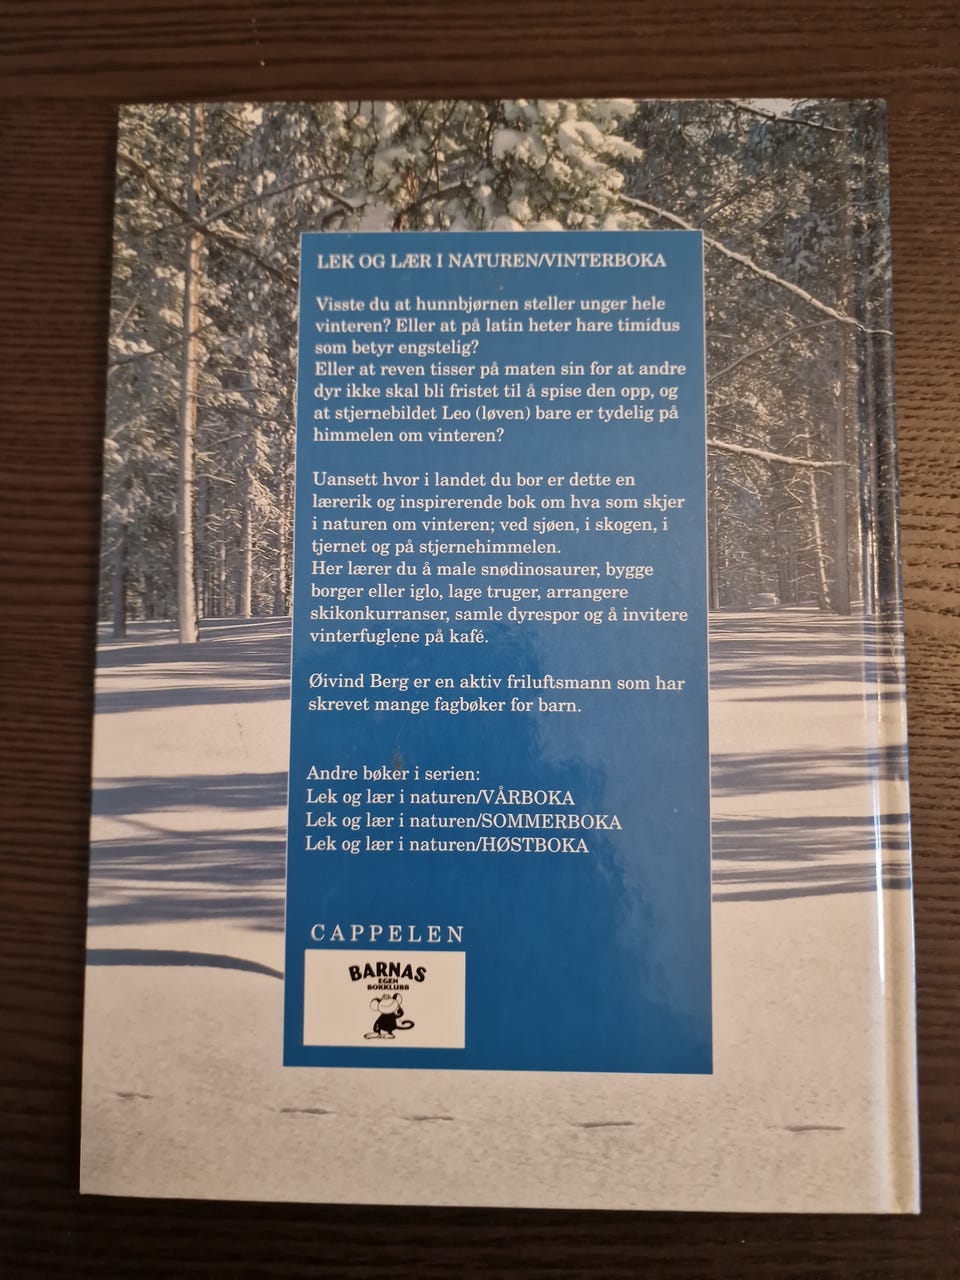 LEK OG LÆR I NATUREN/VINTERBOKA
Visste du at hunnbjørnen steller unger hele
vinteren? Eller at på latin heter hare timidus
som betyr engstelig?
Eller at reven tisser på maten sin for at andre
dyr ikke skal bli fristet til å spise den opp, og
at stjernebildet Leo (løven) bare er tydelig på
himmelen om vinteren?
Uansett hvor i landet du bor er dette en
lærerik og inspirerende bok om hva som skjer
i naturen om vinteren; ved sjøen, i skogen, i
tjernet og på stjernehimmelen.
Her lærer du å male snødinosaurer, bygge
borger eller iglo, lage truger, arrangere
skikonkurranser, samle dyrespor og å invitere
vinterfuglene på kafé.
Øivind Berg er en aktiv friluftsmann som har
skrevet mange fagbøker for barn.
Andre bøker i serien:
Lek og lær i naturen/VÅRBOKA
Lek og lær i naturen/SOMMERBOKA
Lek og lær i naturen/HØSTBOKA
CAPPELEN
BARNAS
EGEN
BOKKLUBB